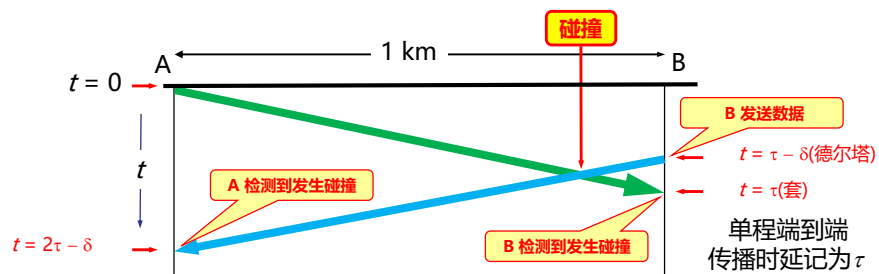 碰撞
1 km
A
B
t = 0
B 发送数据
t = τ − δ(德尔塔)
t
A 检测到发生碰撞
t = τ(套)
t = 2τ − δ
B 检测到发生碰撞
单程端到端
传播时延记为τ